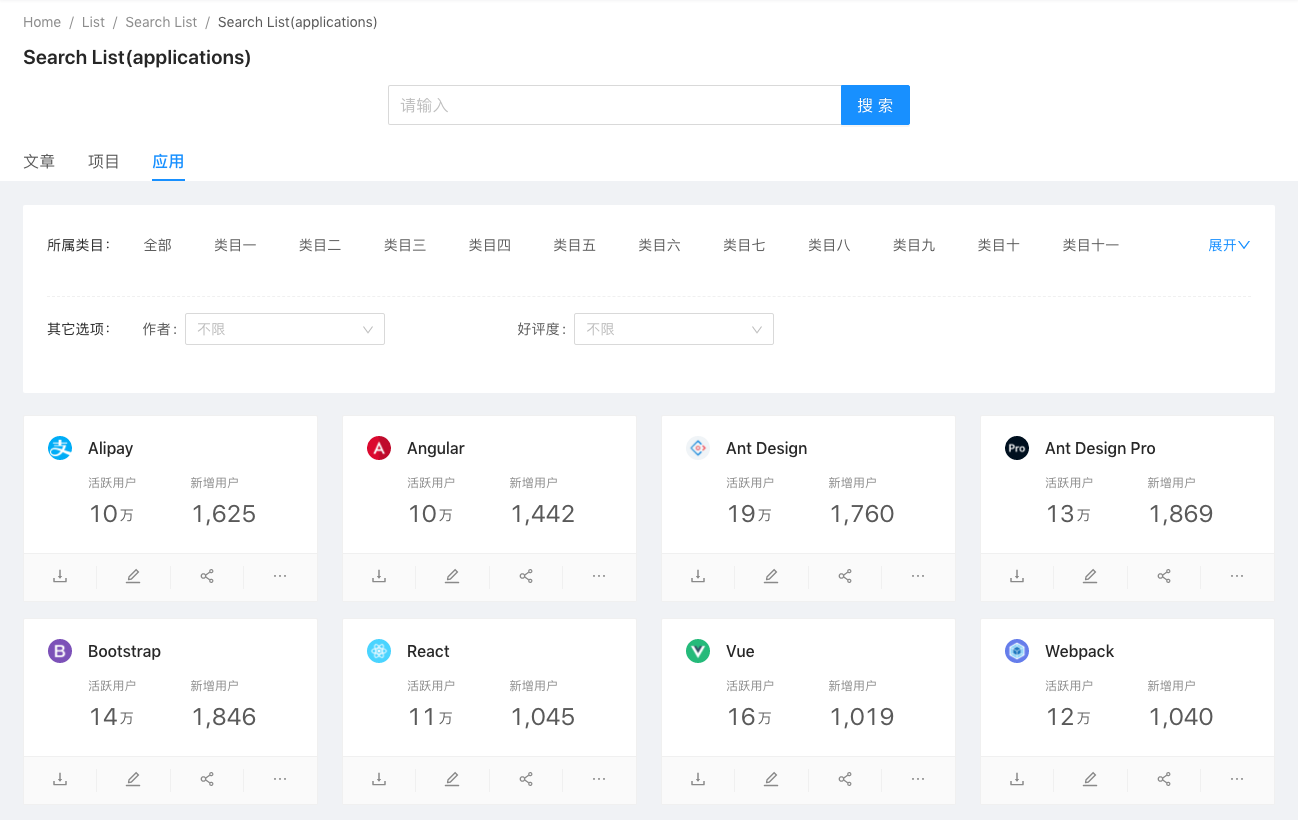 Home / List / Search List / Search List(applications)
Search List(applications)
请输入 搜 索
文章 项目 应用
所属类目: 全部 类目一 类目二 类目三 类目四 类目五 类目六 类目七 类目八 类目九 类目十 类目十一 展开
其它选项: 作者: 不限 好评度: 不限
Alipay Angular Ant Design Pro Ant Design Pro
活跃用户 新增用户 活跃用户 新增用户 活跃用户 新增用户 活跃用户 新增用户
10万 1,625 10万 1,442 19万 1,760 13万 1,869
B Bootstrap React Vue Webpack
活跃用户 新增用户 活跃用户 新增用户 活跃用户 新增用户 活跃用户 新增用户
14万 1,846 11万 1,045 16万 1,019 12万 1,040